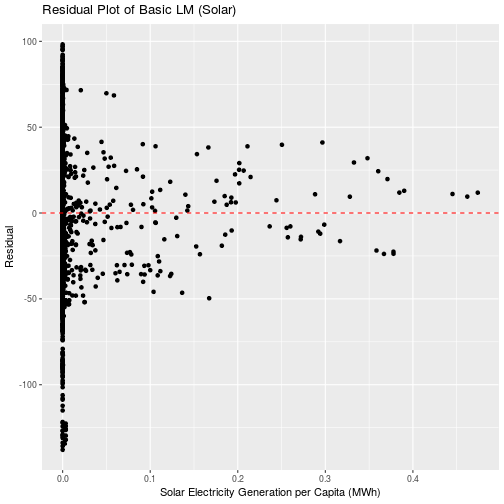 Residual Plot of Basic LM (Solar)
100
50
0
-50
-100
Residual
0.0 0.1 0.2 0.3 0.4
Solar Electricity Generation per Capita (MWh)